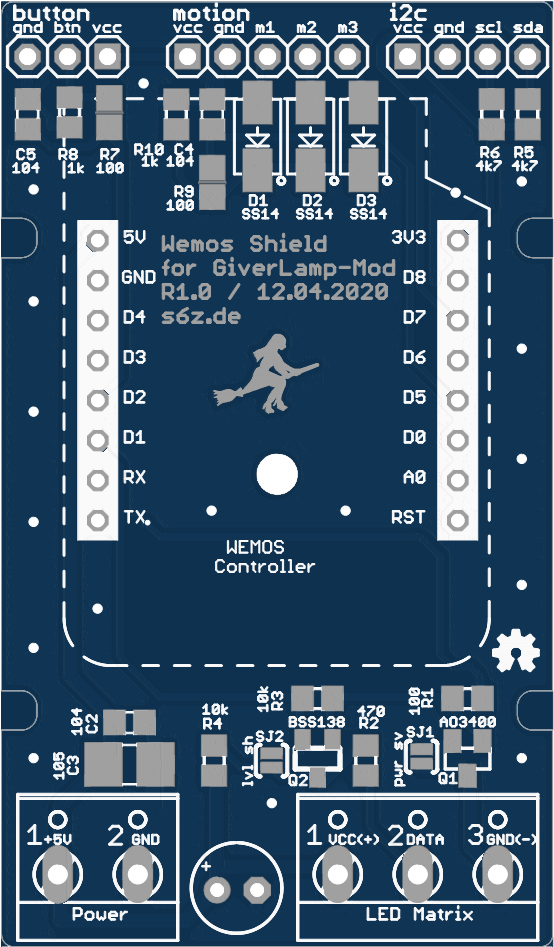 button motion i2c
gnd btn vcc vcc gnd m1 m2 m3 vcc gnd scl sda
C5
104
R8
1k
R7
100
R10
1k
C4
104
R9
100
D1
SS14
D2
SS14
D3
SS14
R6
4k7
R5
4k7
5V
GND
D4
D3
D2
D1
RX
TX
Wemos Shield
for GiverLamp-Mod
R1.0 / 12.04.2020
s6z.de
3V3
D8
D7
D6
D5
D0
A0
RST
WEMOS
Controller
104
C2
105
C3
10k
R4
lvl sh
SJ2
10k
R3
BSS138
Q2
470
R2
pwr sv
SJ1
100
R1
AO3400
Q1
1 +5V 2 GND
Power
+
1 VCC(+) 2 DATA 3 GND(-)
LED Matrix